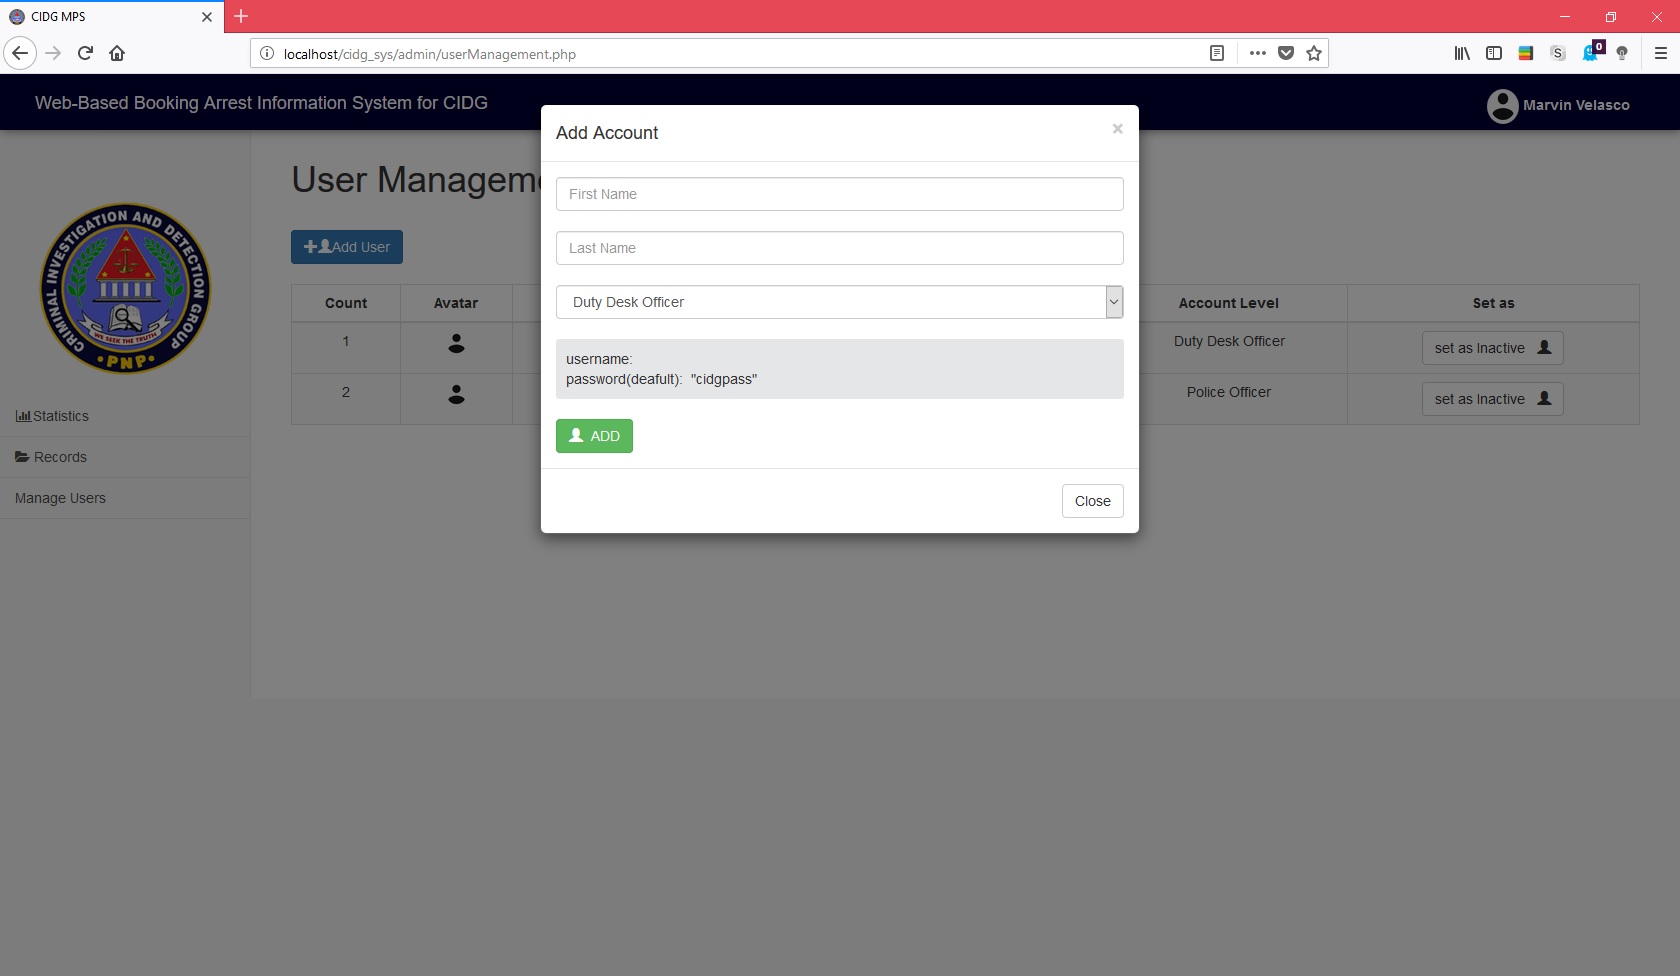 CIDG MPS
localhost/cidg_sys/admin/userManagement.php
S
0
Web-Based Booking Arrest Information System for CIDG
Marvin Velasco
CRIMINAL INVESTIGATION AND DETECTION GROUP
WE SEEK THE TRUTH
PNP
Statistics
Records
Manage Users
User Manageme
Add User
Count
Avatar
Account Level
Set as
1
Duty Desk Officer
set as Inactive
2
Police Officer
set as Inactive
Add Account
×
First Name
Last Name
Duty Desk Officer
username:
password(deafult): "cidgpass"
ADD
Close